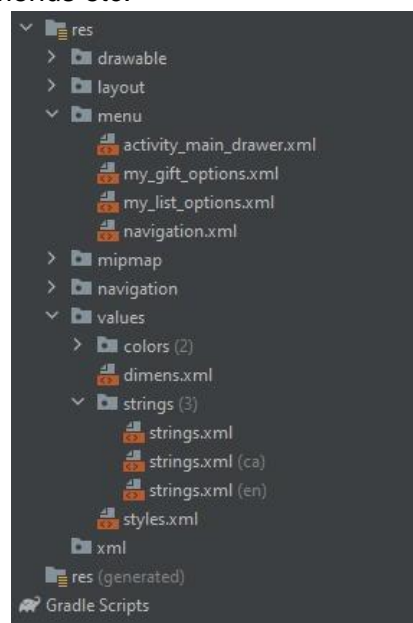 res
drawable
layout
menu
activity_main_drawer.xml
my_gift_options.xml
my_list_options.xml
navigation.xml
mipmap
navigation
values
colors (2)
dimens.xml
strings (3)
strings.xml
strings.xml (ca)
strings.xml (en)
styles.xml
xml
res (generated)
Gradle Scripts